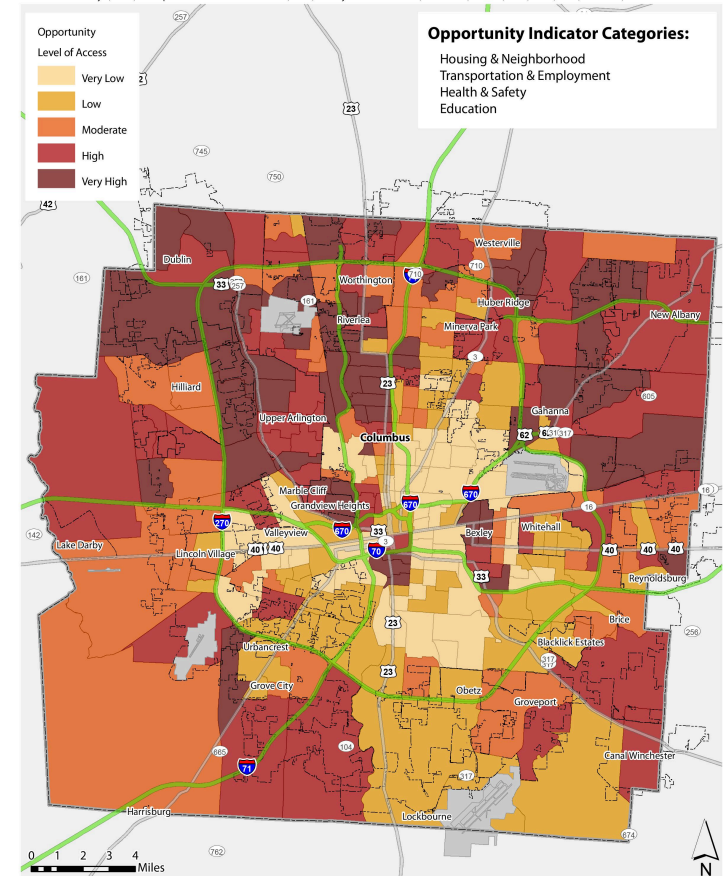 Opportunity
Level of Access
Very Low
Low
Moderate
High
Very High
Opportunity Indicator Categories:
Housing & Neighborhood
Transportation & Employment
Health & Safety
Education
257
23
745
750
42
161
Dublin
33
257
161
Worthington
710
Westerville
710
Huber Ridge
Riverlea
Minerva Park
New Albany
3
23
Hilliard
Upper Arlington
605
Gahanna
Columbus
62
317
Marble Cliff
Grandview Heights
670
670
16
16
270
Valleyview
670
33
Bexley
Whitehall
142
Lake Darby
Lincoln Village
40
40
70
3
40
40
40
33
Reynoldsburg
23
Brice
256
Urbancrest
Blacklick Estates
317
23
Grove City
Obetz
Groveport
665
104
Canal Winchester
71
317
Harrisburg
Lockbourne
674
762
0 1 2 3 4
Miles
N